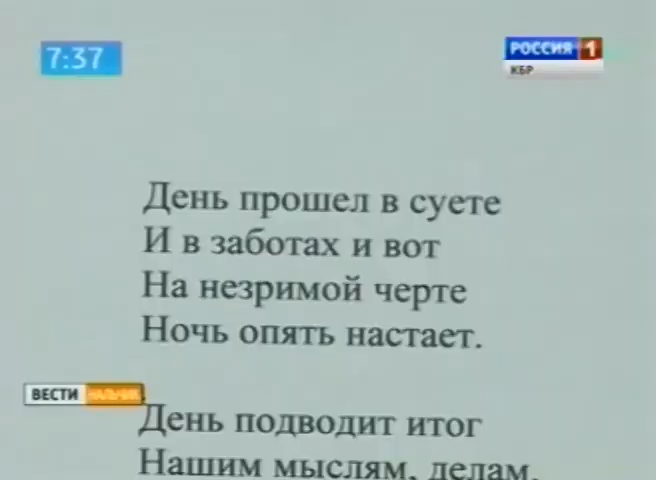 7:37
РОССИЯ 1
КБР
День прошел в суете
И в заботах и вот
На незримой черте
Ночь опять настает.
ВЕСТИ НАЛЬЧИК
День подводит итог
Нашим мыслям, делам.